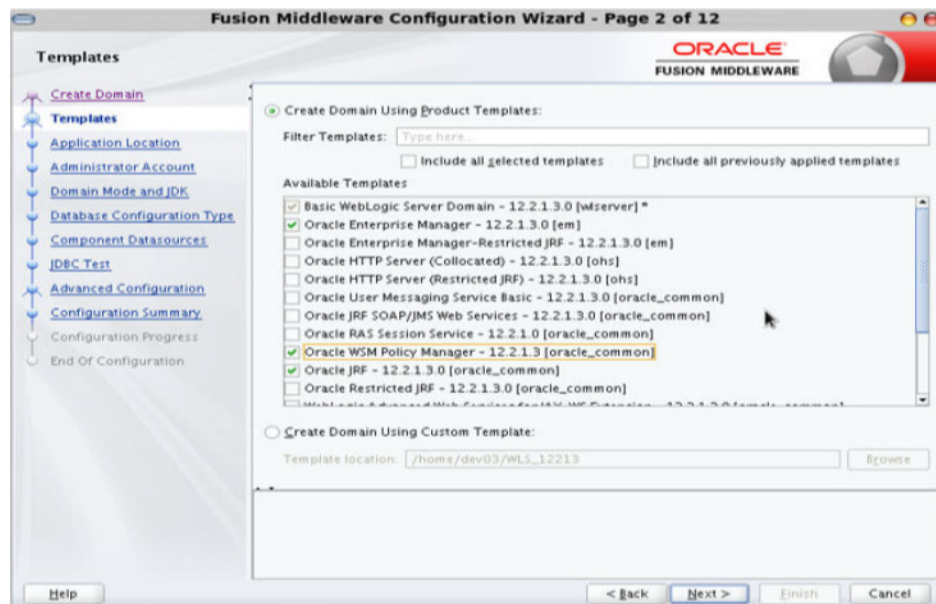 Fusion Middleware Configuration Wizard - Page 2 of 12
Templates
ORACLE
FUSION MIDDLEWARE
Create Domain
Templates
Application Location
Administrator Account
Domain Mode and JDK
Database Configuration Type
Component Datasources
JDBC Test
Advanced Configuration
Configuration Summary
Configuration Progress
End Of Configuration
Create Domain Using Product Templates:
Filter Templates: Type here...
Include all selected templates Include all previously applied templates
Available Templates
Basic WebLogic Server Domain - 12.2.1.3.0 [wlserver] *
Oracle Enterprise Manager - 12.2.1.3.0 [em]
Oracle Enterprise Manager-Restricted JRF - 12.2.1.3.0 [em]
Oracle HTTP Server (Collocated) - 12.2.1.3.0 [ohs]
Oracle HTTP Server (Restricted JRF) - 12.2.1.3.0 [ohs]
Oracle User Messaging Service Basic - 12.2.1.3.0 [oracle_common]
Oracle JRF SOAP/JMS Web Services - 12.2.1.3.0 [oracle_common]
Oracle RAS Session Service - 12.2.1.0 [oracle_common]
Oracle WSM Policy Manager - 12.2.1.3 [oracle_common]
Oracle JRF - 12.2.1.3.0 [oracle_common]
Oracle Restricted JRF - 12.2.1.3.0 [oracle_common]
Create Domain Using Custom Template:
Template location: /home/dev03/WLS_12213 Browse
Help < Back Next > Finish Cancel